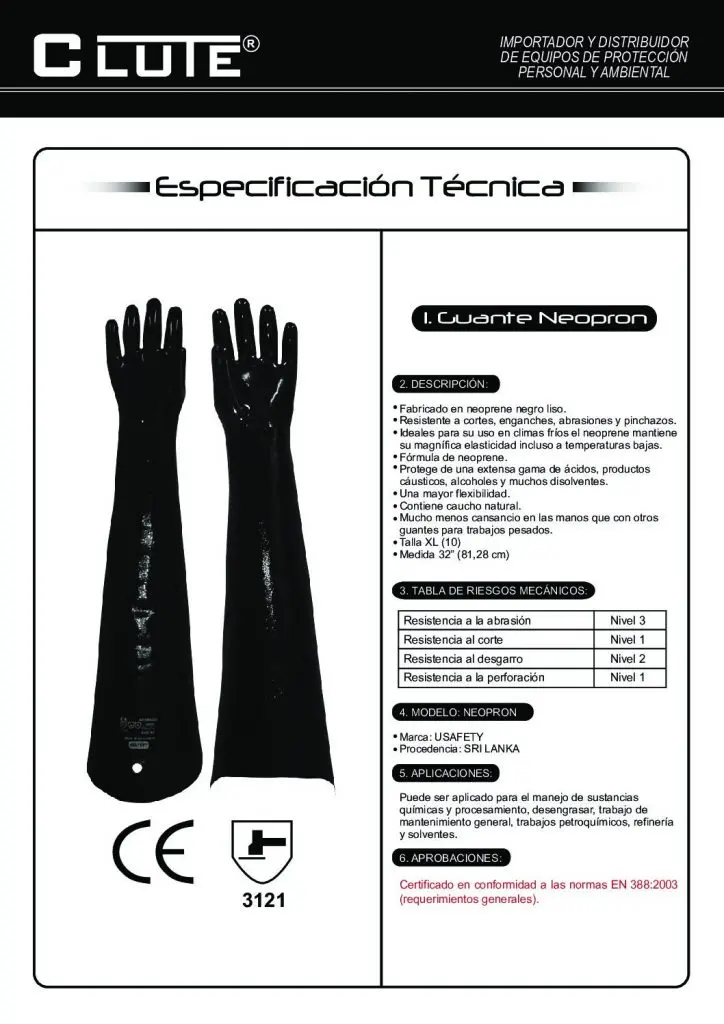 CLUTE®
IMPORTADOR Y DISTRIBUIDOR
DE EQUIPOS DE PROTECCIÓN
PERSONAL Y AMBIENTAL
Especificación Técnica
1. Guante Neopron
2. DESCRIPCIÓN:
• Fabricado en neoprene negro liso.
• Resistente a cortes, enganches, abrasiones y pinchazos.
• Ideales para su uso en climas fríos el neoprene mantiene
su magnífica elasticidad incluso a temperaturas bajas.
• Fórmula de neoprene.
• Protege de una extensa gama de ácidos, productos
cáusticos, alcoholes y muchos disolventes.
• Una mayor flexibilidad.
• Contiene caucho natural.
• Mucho menos cansancio en las manos que con otros
guantes para trabajos pesados.
• Talla XL (10)
• Medida 32" (81,28 cm)
3. TABLA DE RIESGOS MECÁNICOS:
Resistencia a la abrasión Nivel 3
Resistencia al corte Nivel 1
Resistencia al desgarro Nivel 2
Resistencia a la perforación Nivel 1
4. MODELO: NEOPRON
• Marca: USAFETY
• Procedencia: SRI LANKA
5. APLICACIONES:
Puede ser aplicado para el manejo de sustancias
químicas y procesamiento, desengrasar, trabajo de
mantenimiento general, trabajos petroquímicos, refinería
y solventes.
6. APROBACIONES:
Certificado en conformidad a las normas EN 388:2003
(requerimientos generales).
CE
3121